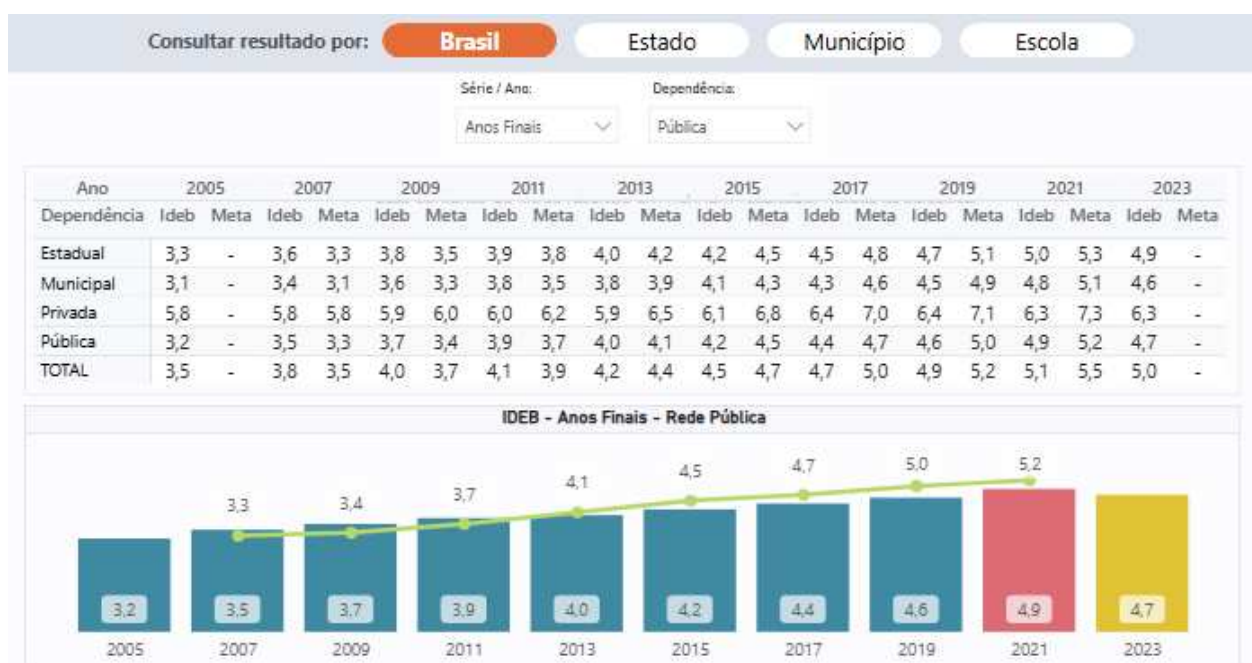 Consultar resultado por: Brasil Estado Município Escola
Série / Ano: Dependência:
Anos Finais Pública
Ano 2005 2007 2009 2011 2013 2015 2017 2019 2021 2023
Dependência Ideb Meta Ideb Meta Ideb Meta Ideb Meta Ideb Meta Ideb Meta Ideb Meta Ideb Meta Ideb Meta Ideb Meta
Estadual 3,3 - 3,6 3,3 3,8 3,5 3,9 3,8 4,0 4,2 4,2 4,5 4,5 4,8 4,7 5,1 5,0 5,3 4,9 -
Municipal 3,1 - 3,4 3,1 3,6 3,3 3,8 3,5 3,8 3,9 4,1 4,3 4,3 4,6 4,5 4,9 4,8 5,1 4,6 -
Privada 5,8 - 5,8 5,8 5,9 6,0 6,0 6,2 5,9 6,5 6,1 6,8 6,4 7,0 6,4 7,1 6,3 7,3 6,3 -
Pública 3,2 - 3,5 3,3 3,7 3,4 3,9 3,7 4,0 4,1 4,2 4,5 4,4 4,7 4,6 5,0 4,9 5,2 4,7 -
TOTAL 3,5 - 3,8 3,5 4,0 3,7 4,1 3,9 4,2 4,4 4,5 4,7 4,7 5,0 4,9 5,2 5,1 5,5 5,0 -
IDEB - Anos Finais - Rede Pública
3,3 3,4 3,7 4,1 4,5 4,7 5,0 5,2
3,2 3,5 3,7 3,9 4,0 4,2 4,4 4,6 4,9 4,7
2005 2007 2009 2011 2013 2015 2017 2019 2021 2023